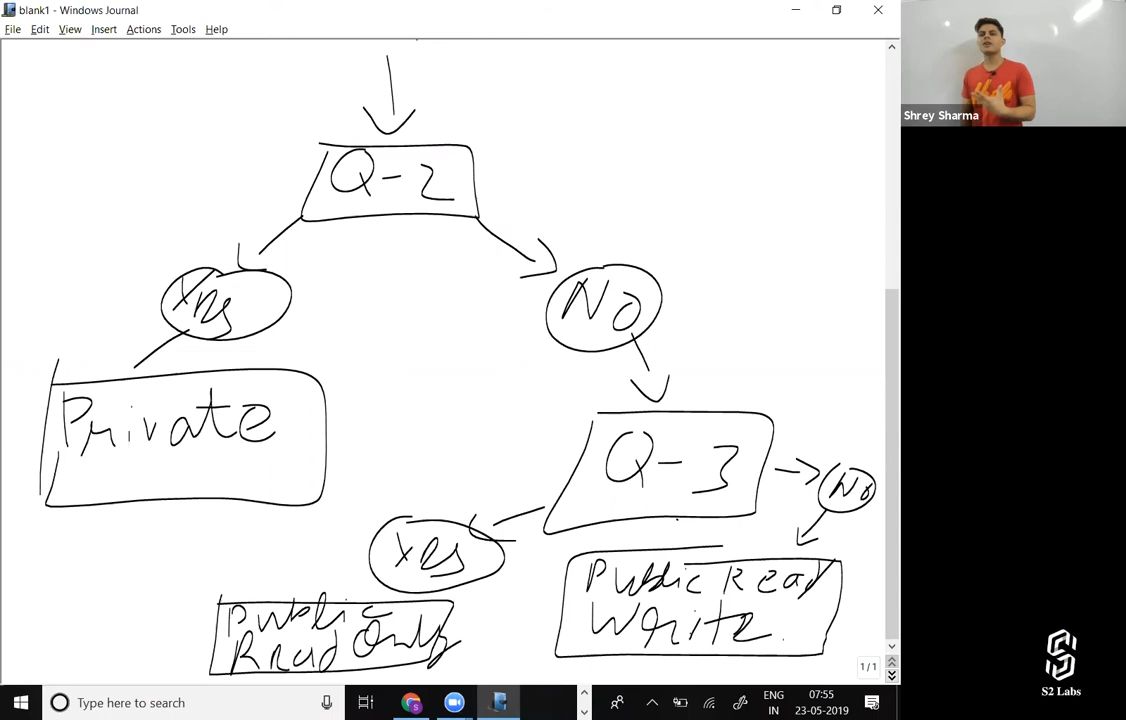 blank1 - Windows Journal
File Edit View Insert Actions Tools Help
Shrey Sharma
Q-2
Yes
No
Private
Q-3
No
Yes
Public Read
Write
Public
Read Only
1/1
S2 Labs
Type here to search
ENG
IN
07:55
23-05-2019